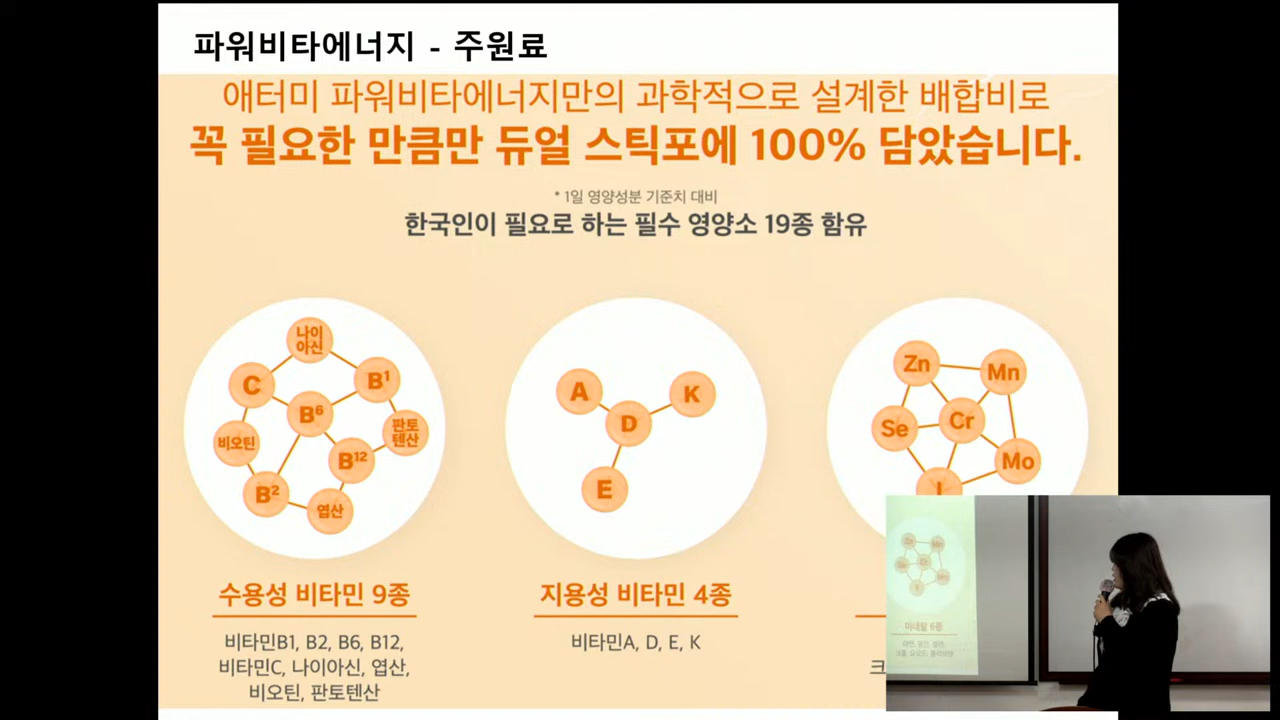 파워비타에너지 - 주원료
애터미 파워비타에너지만의 과학적으로 설계한 배합비로
꼭 필요한 만큼만 듀얼 스틱포에 100% 담았습니다.
* 1일 영양성분 기준치 대비
한국인이 필요로 하는 필수 영양소 19종 함유
나이
아신
C
B1
B6
비오틴
판토
텐산
B12
B2
엽산
A
K
D
E
Zn
Mn
Se
Cr
Mo
I
수용성 비타민 9종
비타민B1, B2, B6, B12,
비타민C, 나이아신, 엽산,
비오틴, 판토텐산
지용성 비타민 4종
비타민A, D, E, K
크
미네랄 6종